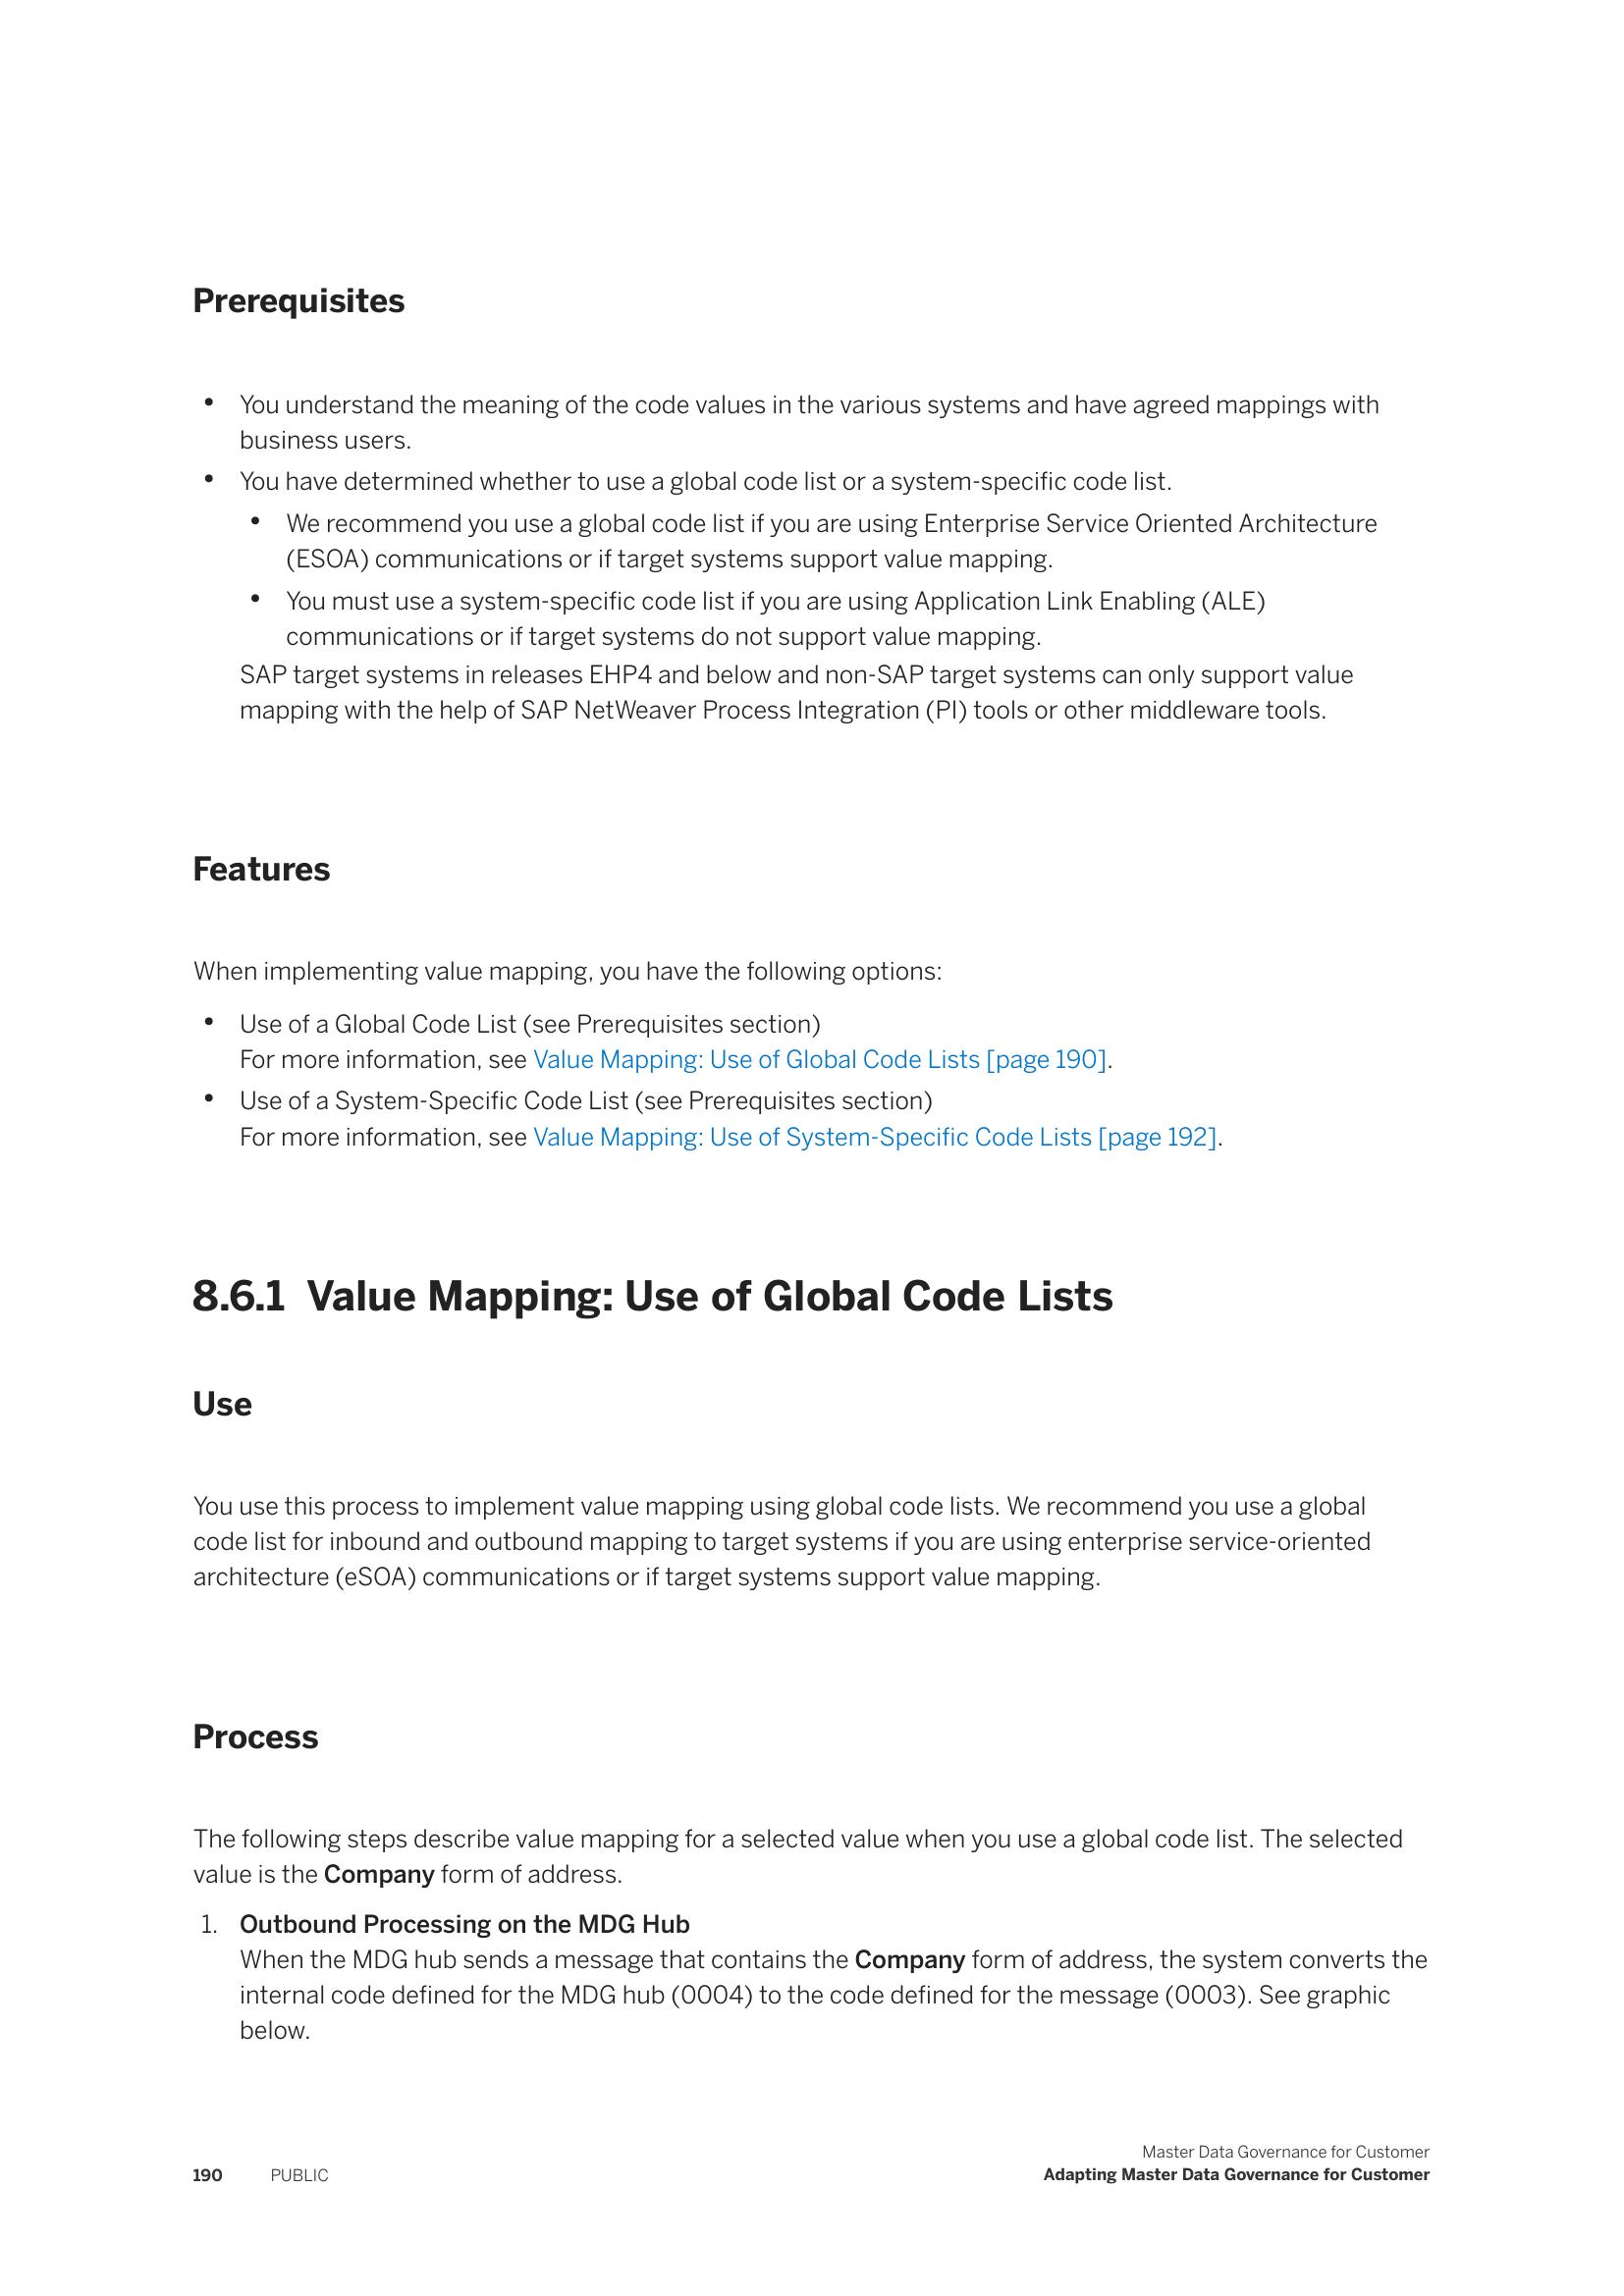 Prerequisites
• You understand the meaning of the code values in the various systems and have agreed mappings with
business users.
• You have determined whether to use a global code list or a system-specific code list.
• We recommend you use a global code list if you are using Enterprise Service Oriented Architecture
(ESOA) communications or if target systems support value mapping.
• You must use a system-specific code list if you are using Application Link Enabling (ALE)
communications or if target systems do not support value mapping.
SAP target systems in releases EHP4 and below and non-SAP target systems can only support value
mapping with the help of SAP NetWeaver Process Integration (PI) tools or other middleware tools.
Features
When implementing value mapping, you have the following options:
• Use of a Global Code List (see Prerequisites section)
For more information, see Value Mapping: Use of Global Code Lists [page 190].
• Use of a System-Specific Code List (see Prerequisites section)
For more information, see Value Mapping: Use of System-Specific Code Lists [page 192].
8.6.1 Value Mapping: Use of Global Code Lists
Use
You use this process to implement value mapping using global code lists. We recommend you use a global
code list for inbound and outbound mapping to target systems if you are using enterprise service-oriented
architecture (eSOA) communications or if target systems support value mapping.
Process
The following steps describe value mapping for a selected value when you use a global code list. The selected
value is the Company form of address.
1. Outbound Processing on the MDG Hub
When the MDG hub sends a message that contains the Company form of address, the system converts the
internal code defined for the MDG hub (0004) to the code defined for the message (0003). See graphic
below.
Master Data Governance for Customer
190 PUBLIC Adapting Master Data Governance for Customer